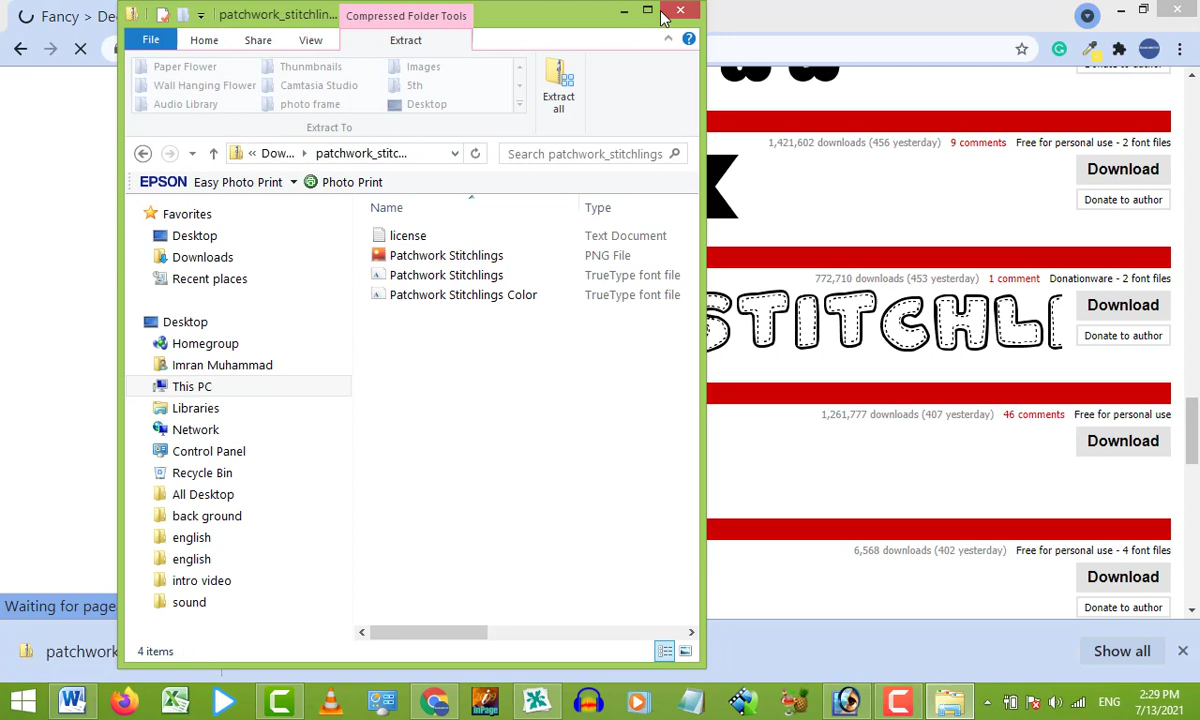 Fancy > De
patchwork_stitchlin...
Compressed Folder Tools
File
Home
Share
View
Extract
Paper Flower
Thumbnails
Images
Wall Hanging Flower
Camtasia Studio
5th
Audio Library
photo frame
Desktop
Extract all
Extract To
« Dow...
patchwork_stitc...
Search patchwork_stitchlings
EPSON Easy Photo Print
Photo Print
Name
Type
Favorites
Desktop
Downloads
Recent places
Desktop
Homegroup
Imran Muhammad
This PC
Libraries
Network
Control Panel
Recycle Bin
All Desktop
back ground
english
english
intro video
sound
license
Text Document
Patchwork Stitchlings
PNG File
Patchwork Stitchlings
TrueType font file
Patchwork Stitchlings Color
TrueType font file
4 items
Donate to author
1,421,602 downloads (456 yesterday)
9 comments
Free for personal use - 2 font files
Download
Donate to author
772,710 downloads (453 yesterday)
1 comment
Donationware - 2 font files
STITCHL
Download
Donate to author
1,261,777 downloads (407 yesterday)
46 comments
Free for personal use
Download
6,568 downloads (402 yesterday)
Free for personal use - 4 font files
Download
Donate to author
Waiting for page
patchwork
Show all
ENG
2:29 PM
7/13/2021